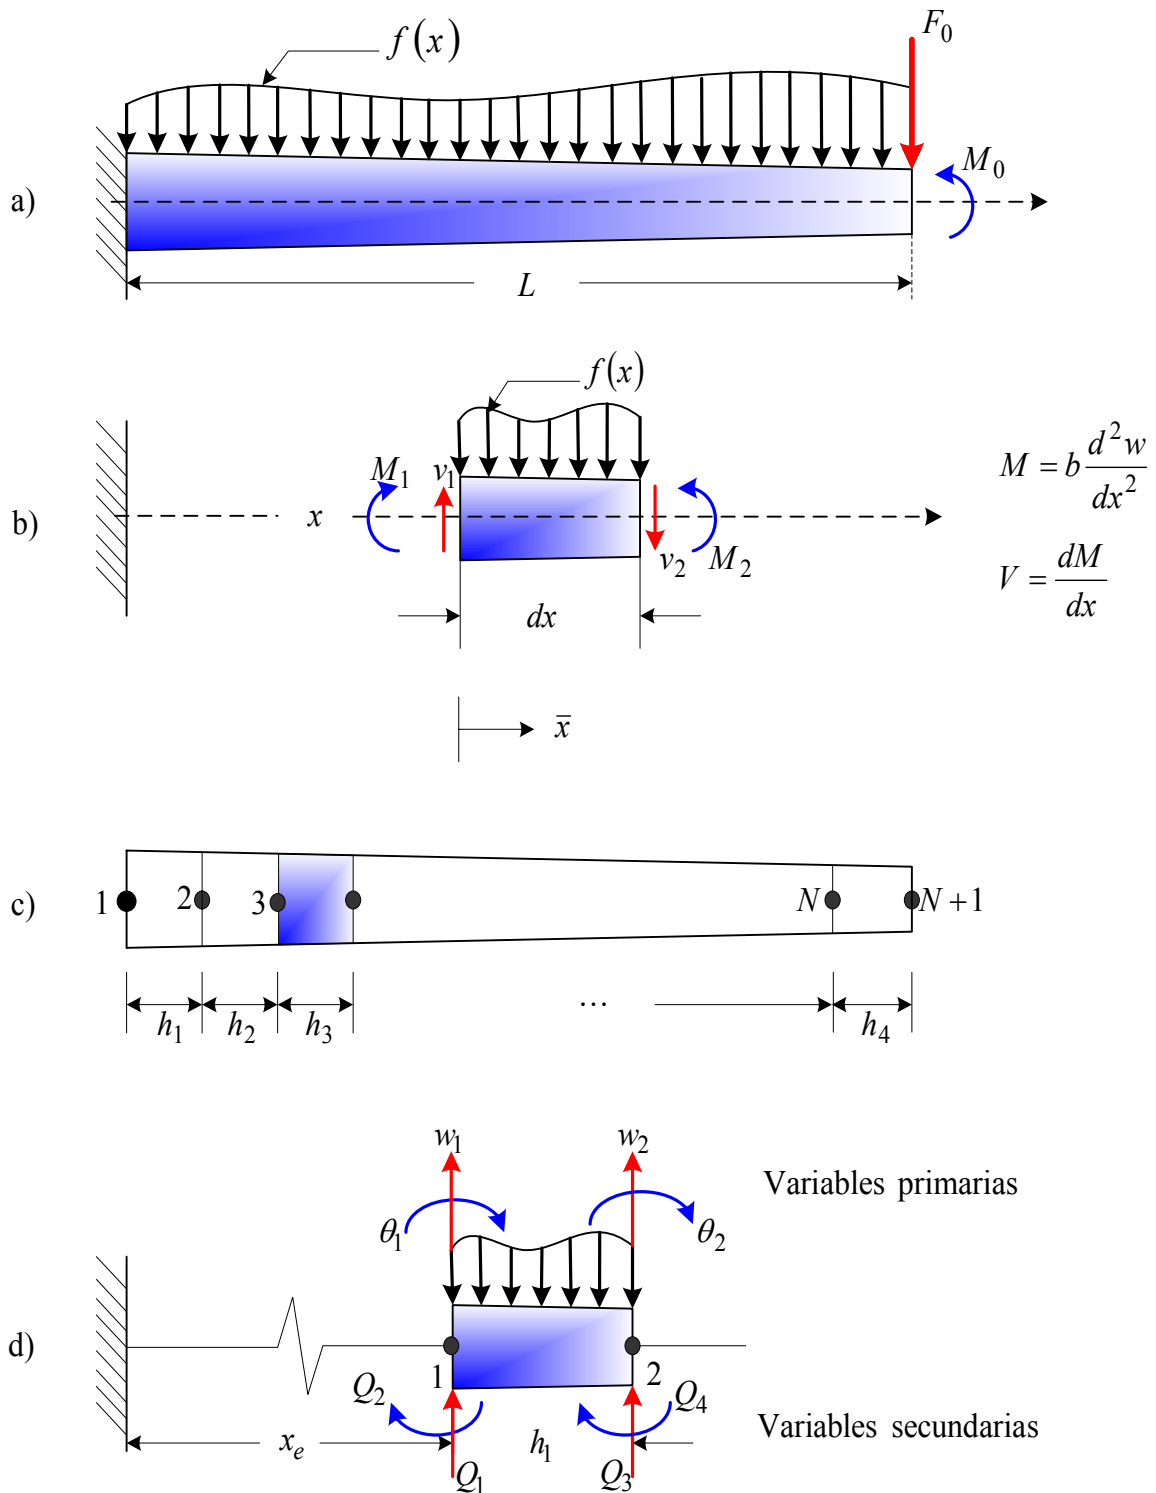 f(x)
F₀
M₀
a)
L
f(x)
M₁ v₁
b)
x
v₂ M₂
dx
x̄
M = b d²w/dx²
V = dM/dx
c)
1 2 3 N N+1
h₁ h₂ h₃ ... h₄
w₁ w₂
Variables primarias
θ₁ θ₂
d)
1 2
Q₂ Q₄
Variables secundarias
xₑ h₁
Q₁ Q₃